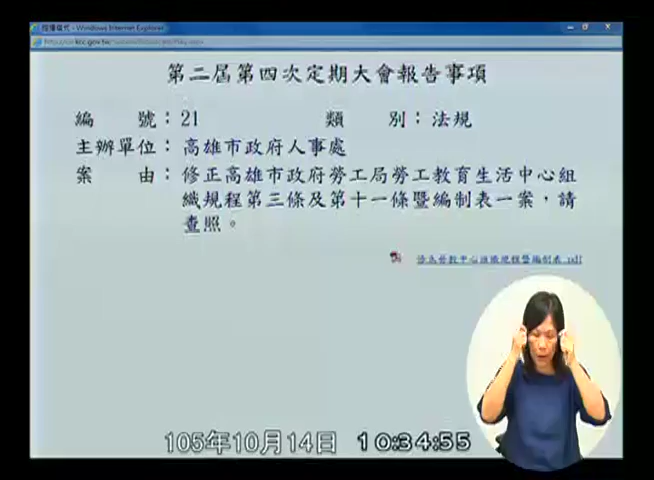 第二屆第四次定期大會報告事項
編 號：21 類 別：法規
主辦單位：高雄市政府人事處
案 由：修正高雄市政府勞工局勞工教育生活中心組
織規程第三條及第十一條暨編制表一案，請
查照。
105年10月14日 10:34:55